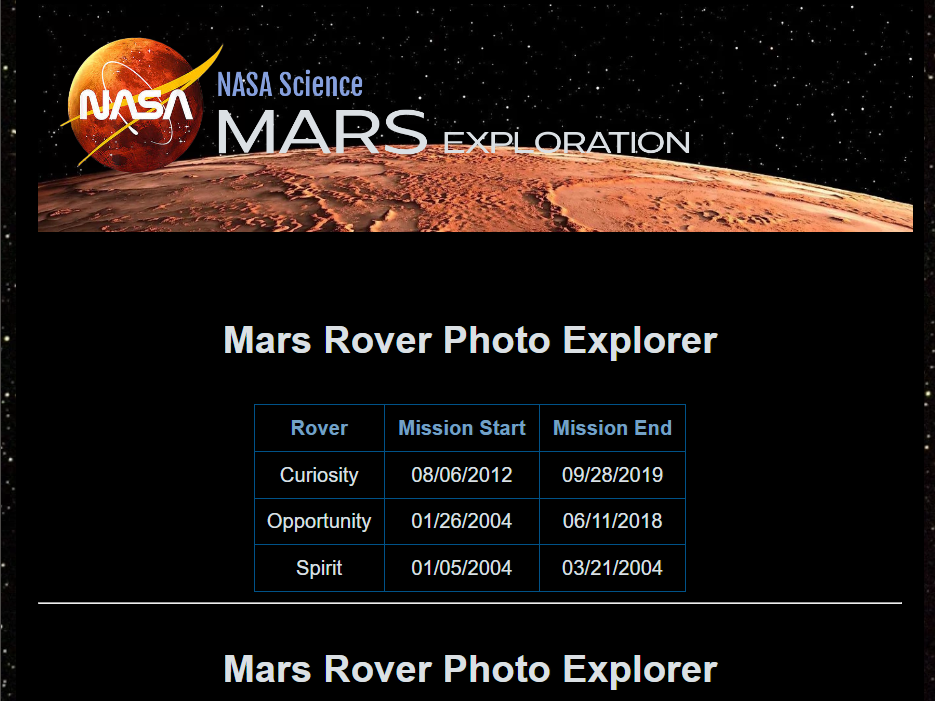 NASA
NASA Science
MARS EXPLORATION
Mars Rover Photo Explorer
Rover Mission Start Mission End
Curiosity 08/06/2012 09/28/2019
Opportunity 01/26/2004 06/11/2018
Spirit 01/05/2004 03/21/2004
Mars Rover Photo Explorer